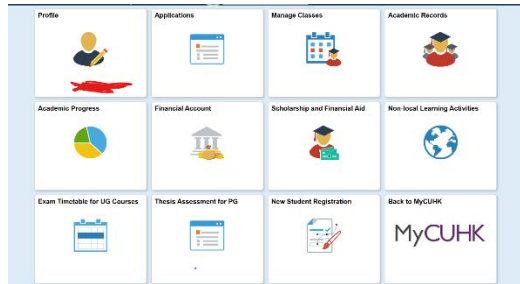 Profile
Applications
Manage Classes
Academic Records
Academic Progress
Financial Account
Scholarship and Financial Aid
Non-local Learning Activities
Exam Timetable for UG Courses
Thesis Assessment for PG
New Student Registration
Back to MyCUHK
MyCUHK